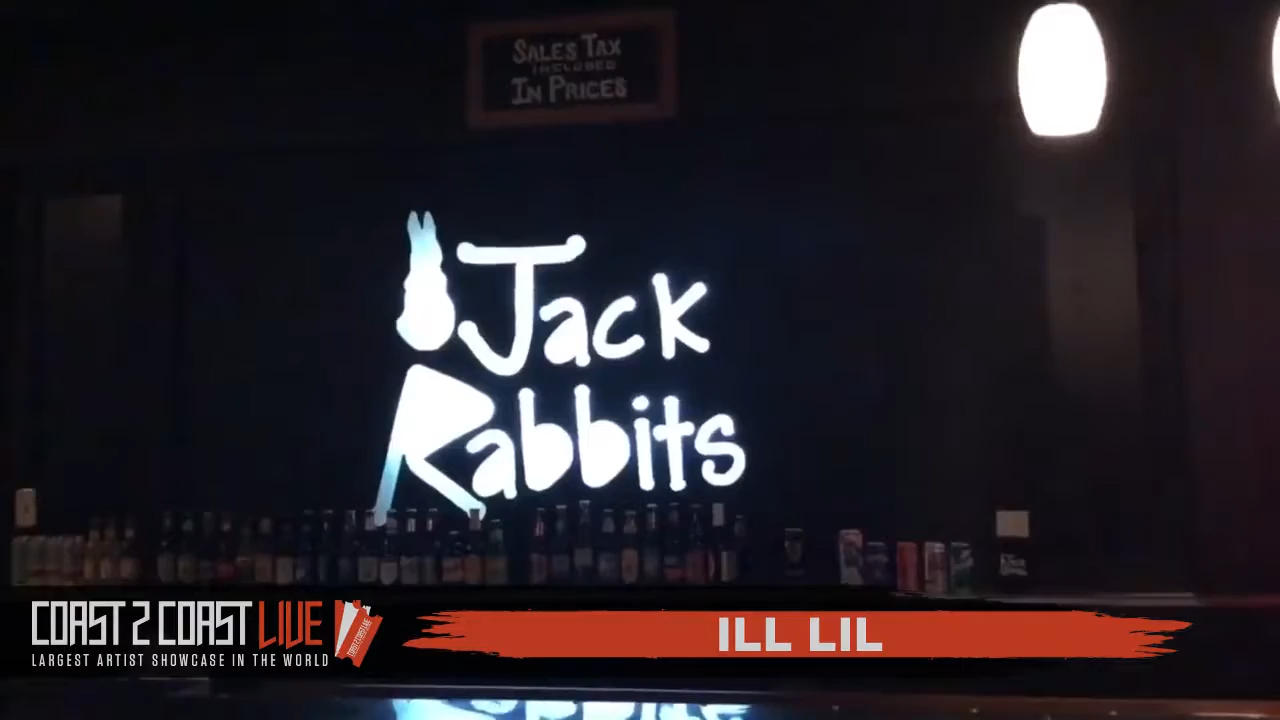 SALES TAX
INCLUDED
IN PRICES
Jack
Rabbits
COAST 2 COAST LIVE
LARGEST ARTIST SHOWCASE IN THE WORLD
ILL LIL